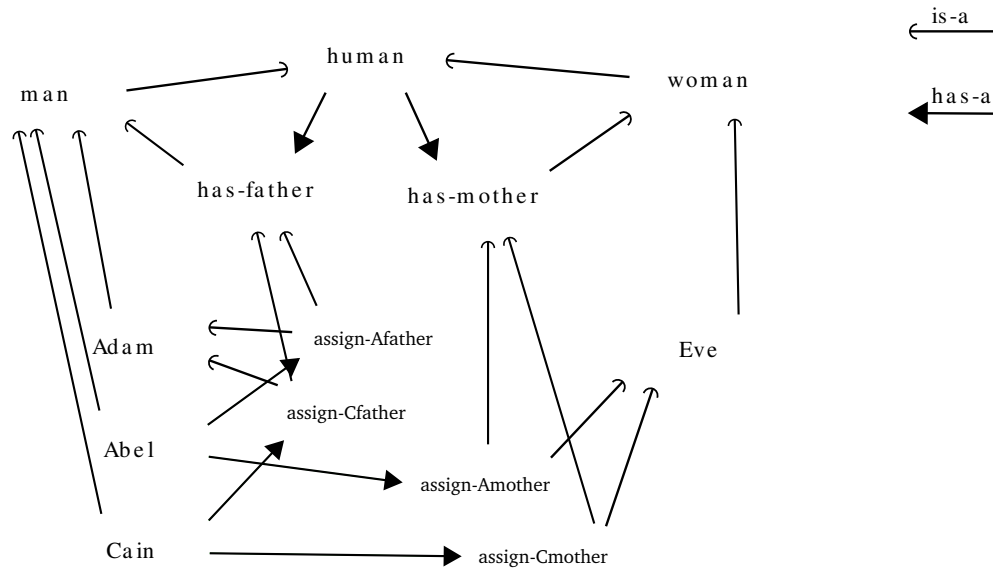 is-a
human
woman
man
has-a
has-father
has-mother
assign-Afather
Adam
Eve
assign-Cfather
Abel
assign-Amother
Cain
assign-Cmother